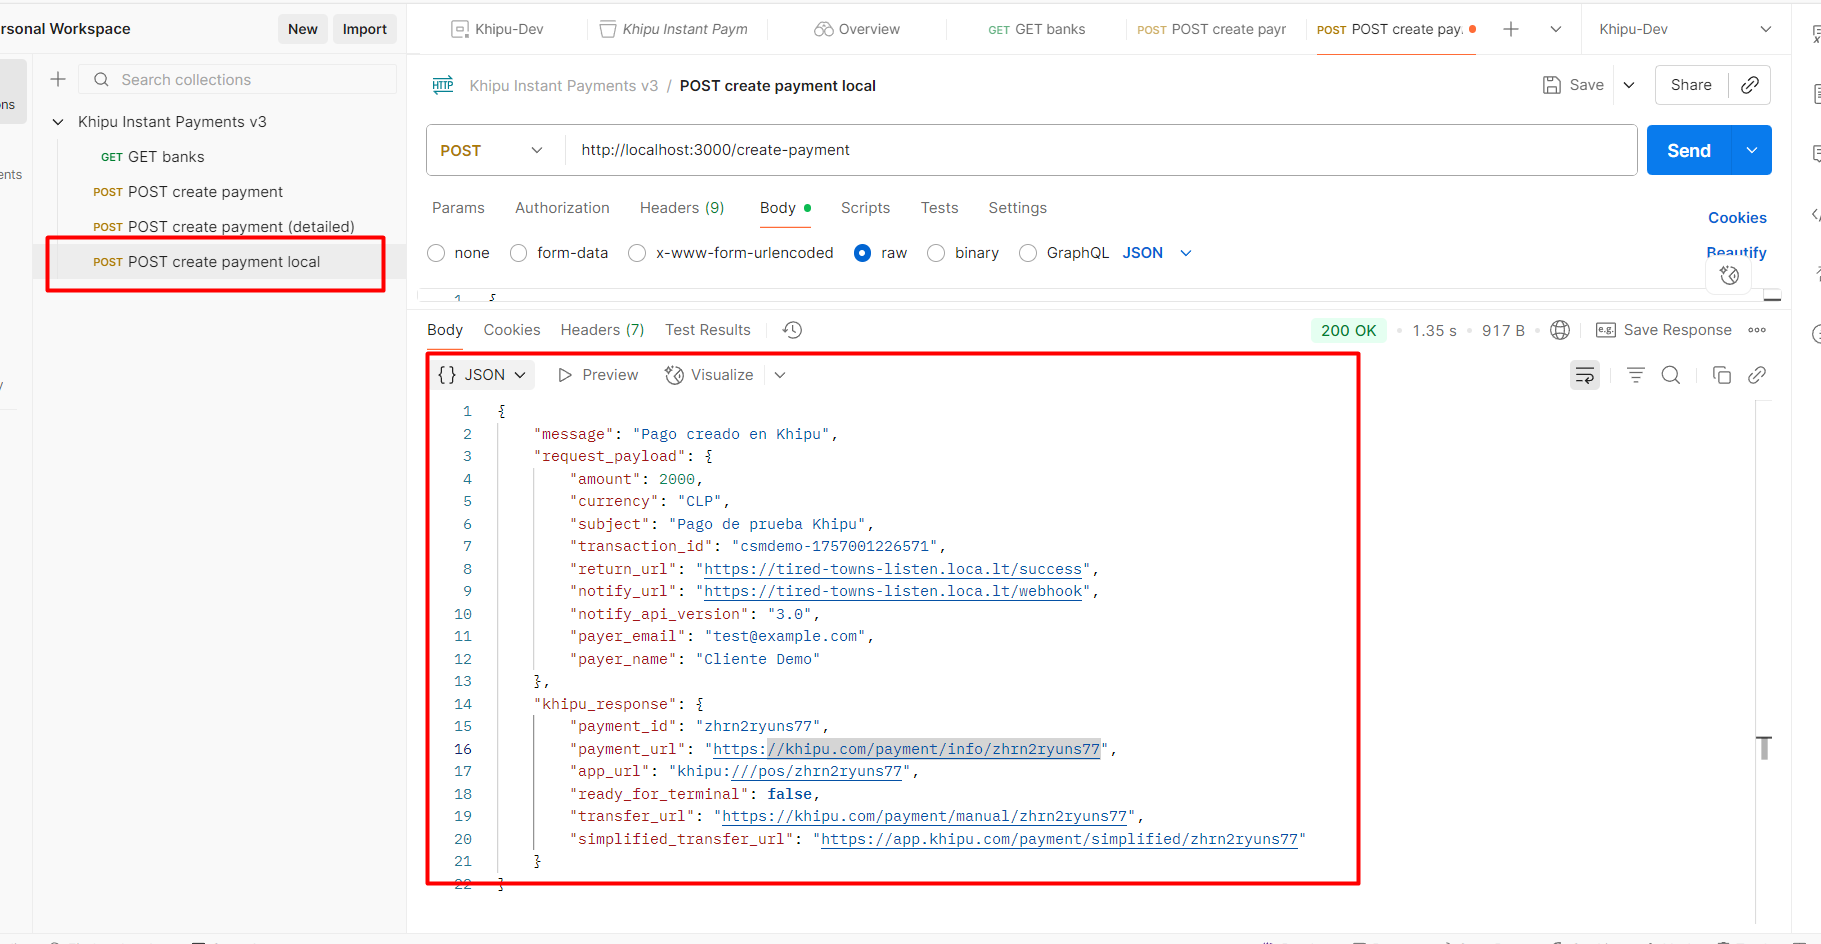 rsonal Workspace
New
Import
Khipu-Dev
Khipu Instant Paym
Overview
GET GET banks
POST POST create payr
POST POST create pay.
Khipu-Dev
Search collections
ons
ents
Khipu Instant Payments v3
GET GET banks
POST POST create payment
POST POST create payment (detailed)
POST POST create payment local
HTTP Khipu Instant Payments v3 / POST create payment local
Save
Share
POST
http://localhost:3000/create-payment
Send
Params Authorization Headers (9) Body Scripts Tests Settings
Cookies
none form-data x-www-form-urlencoded raw binary GraphQL JSON
Beautify
1 {
Body Cookies Headers (7) Test Results
200 OK • 1.35 s • 917 B • e.g. Save Response
{} JSON Preview Visualize
1 {
2 "message": "Pago creado en Khipu",
3 "request_payload": {
4 "amount": 2000,
5 "currency": "CLP",
6 "subject": "Pago de prueba Khipu",
7 "transaction_id": "csmdemo-1757001226571",
8 "return_url": "https://tired-towns-listen.loca.lt/success",
9 "notify_url": "https://tired-towns-listen.loca.lt/webhook",
10 "notify_api_version": "3.0",
11 "payer_email": "test@example.com",
12 "payer_name": "Cliente Demo"
13 },
14 "khipu_response": {
15 "payment_id": "zhrn2ryuns77",
16 "payment_url": "https://khipu.com/payment/info/zhrn2ryuns77",
17 "app_url": "khipu:///pos/zhrn2ryuns77",
18 "ready_for_terminal": false,
19 "transfer_url": "https://khipu.com/payment/manual/zhrn2ryuns77",
20 "simplified_transfer_url": "https://app.khipu.com/payment/simplified/zhrn2ryuns77"
21 }
22 }